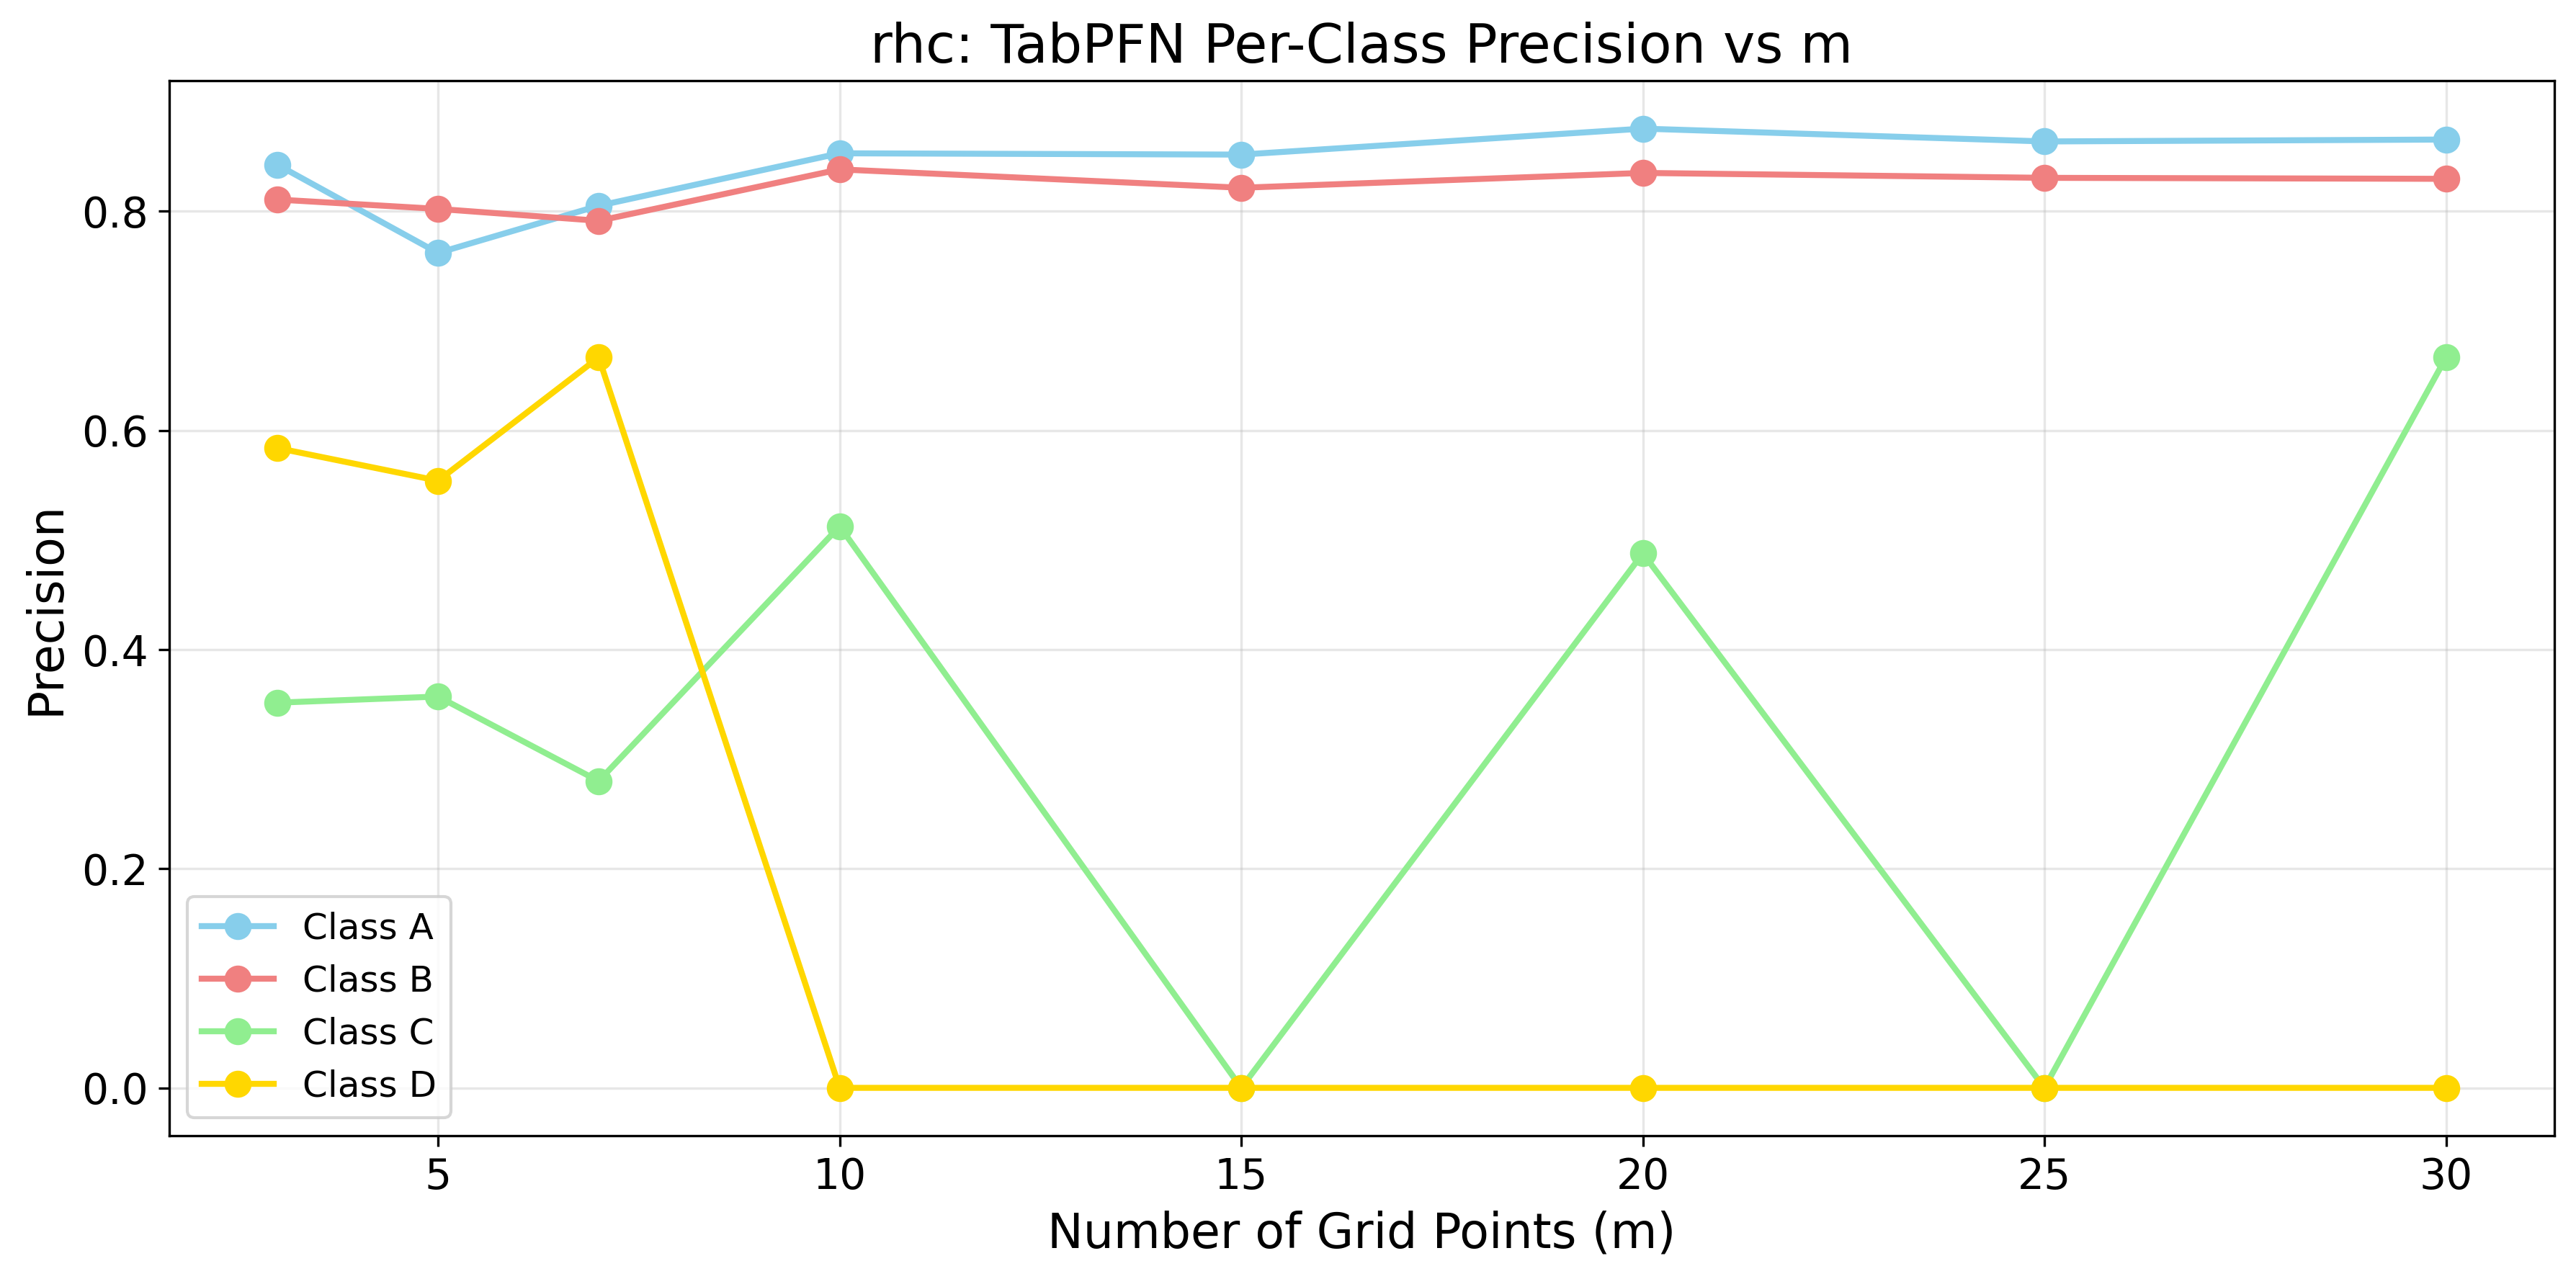 rhc: TabPFN Per-Class Precision vs m
Precision
0.8
0.6
0.4
0.2
0.0
Class A
Class B
Class C
Class D
5 10 15 20 25 30
Number of Grid Points (m)